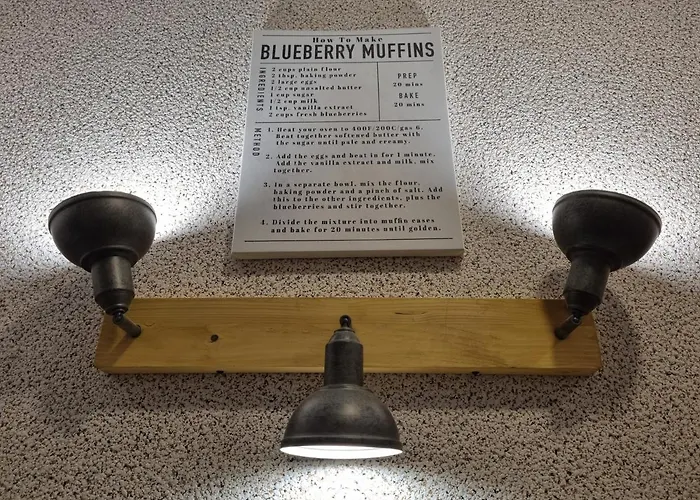 How To Make
BLUEBERRY MUFFINS
INGREDIENTS
2 cups plain flour
2 tbsp. baking powder
2 large eggs
1/2 cup unsalted butter
1 cup sugar
1/2 cup milk
1 tsp. vanilla extract
2 cups fresh blueberries
PREP
20 mins
BAKE
20 mins
METHOD
1. Heat your oven to 400F/200C/gas 6.
Beat together softened butter with
the sugar until pale and creamy.
2. Add the eggs and beat in for 1 minute.
Add the vanilla extract and milk, mix
together.
3. In a separate bowl, mix the flour,
baking powder and a pinch of salt. Add
this to the other ingredients, plus the
blueberries and stir together.
4. Divide the mixture into muffin cases
and bake for 20 minutes until golden.